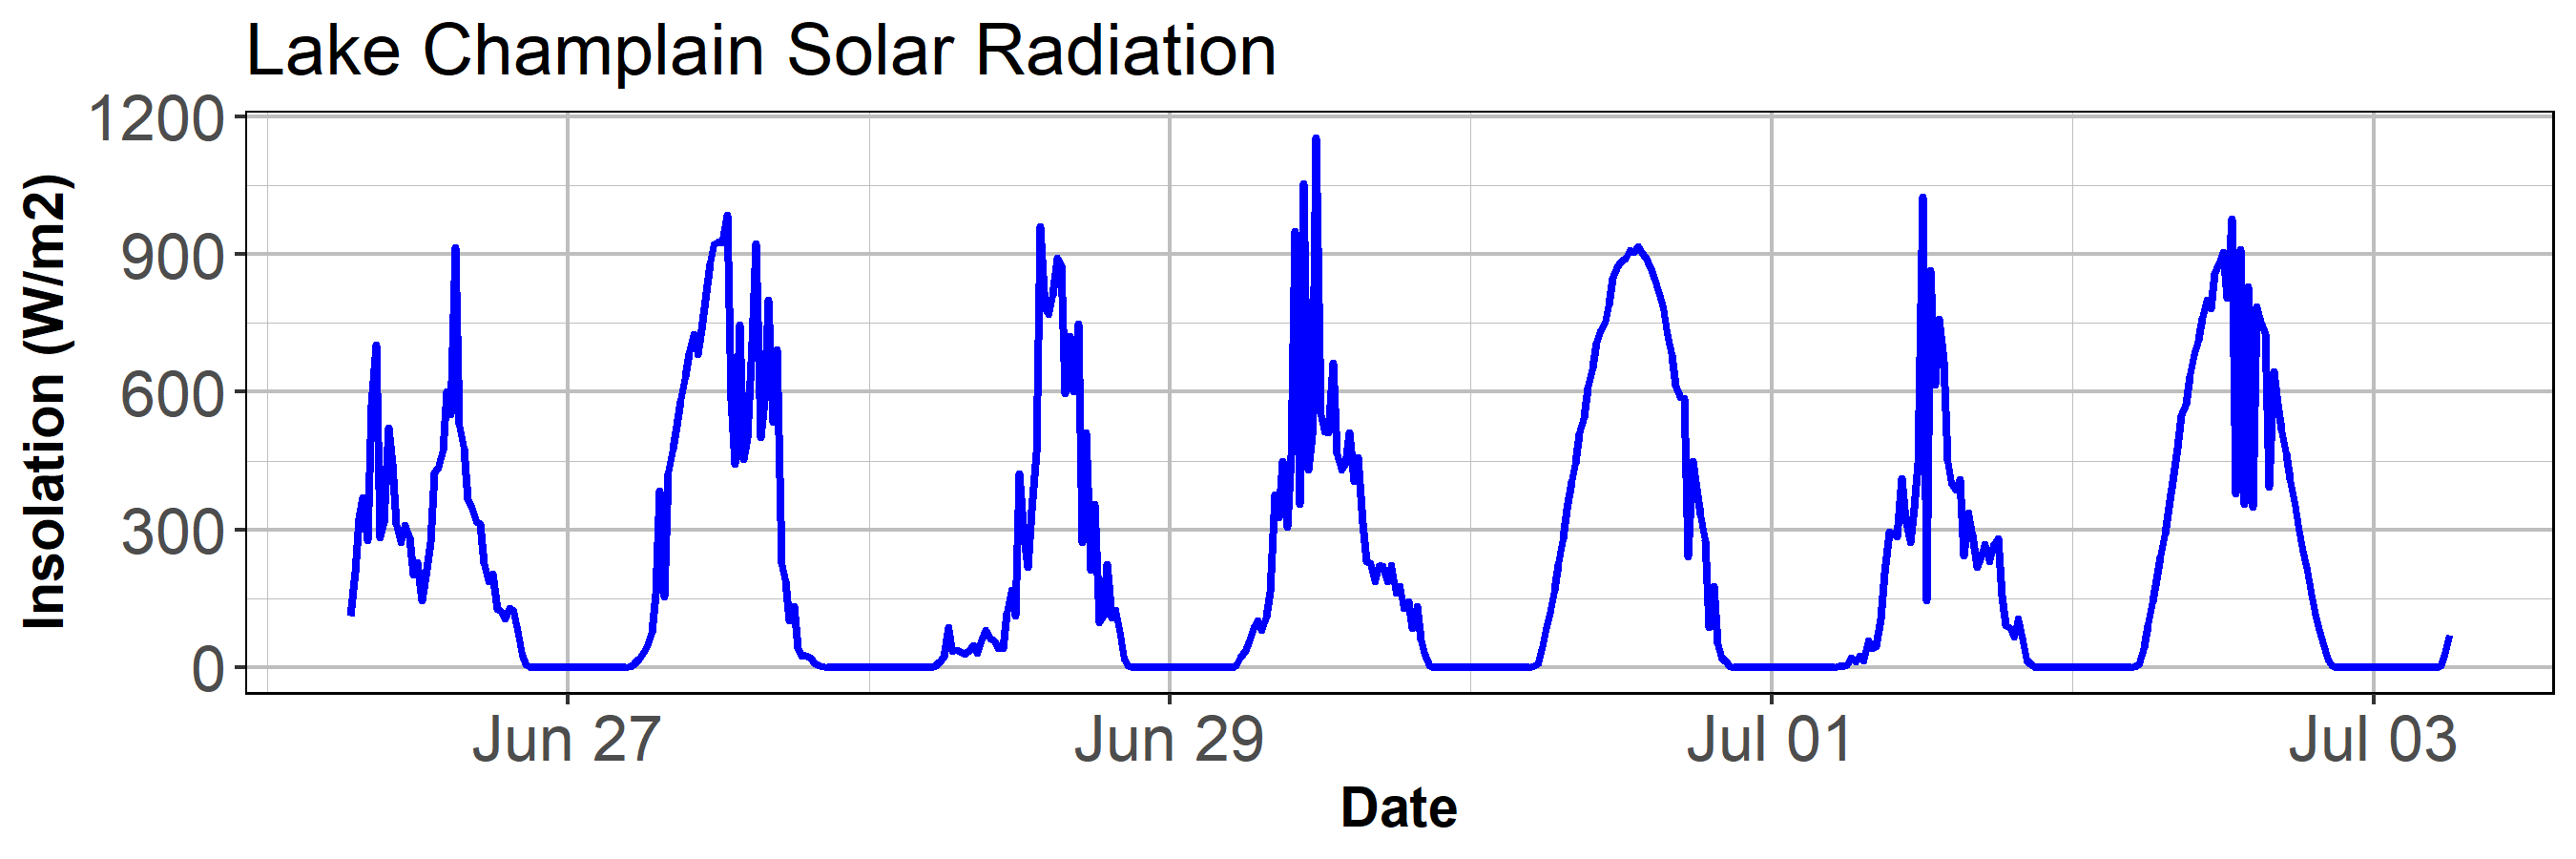 Lake Champlain Solar Radiation
1200
900
600
300
0
Insolation (W/m2)
Jun 27
Jun 29
Jul 01
Jul 03
Date